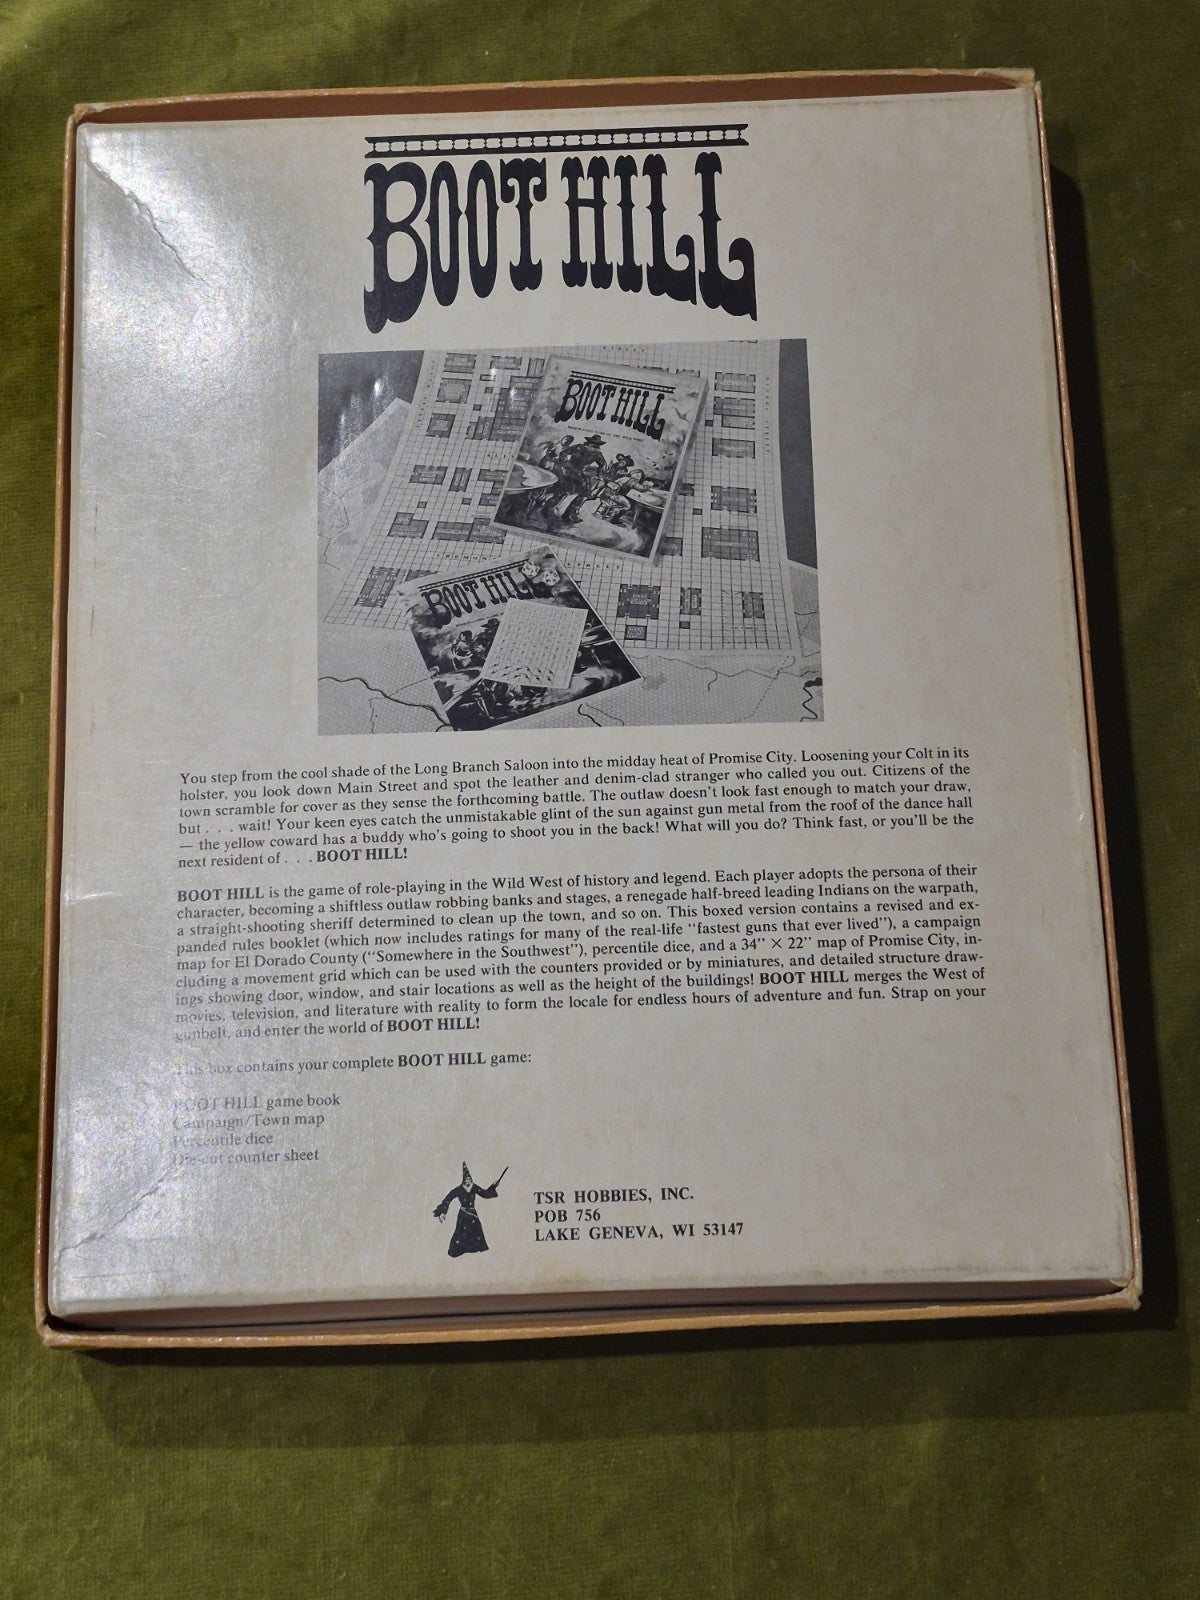 BOOT HILL
BOOT HILL
BOOT HILL
You step from the cool shade of the Long Branch Saloon into the midday heat of Promise City. Loosening your Colt in its
holster, you look down Main Street and spot the leather and denim-clad stranger who called you out. Citizens of the
town scramble for cover as they sense the forthcoming battle. The outlaw doesn't look fast enough to match your draw,
but . . . wait! Your keen eyes catch the unmistakable glint of the sun against gun metal from the roof of the dance hall
— the yellow coward has a buddy who's going to shoot you in the back! What will you do? Think fast, or you'll be the
next resident of . . . BOOT HILL!
BOOT HILL is the game of role-playing in the Wild West of history and legend. Each player adopts the persona of their
character, becoming a shiftless outlaw robbing banks and stages, a renegade half-breed leading Indians on the warpath,
a straight-shooting sheriff determined to clean up the town, and so on. This boxed version contains a revised and ex-
panded rules booklet (which now includes ratings for many of the real-life “fastest guns that ever lived”), a campaign
map for El Dorado County (“Somewhere in the Southwest”), percentile dice, and a 34” × 22” map of Promise City, in-
cluding a movement grid which can be used with the counters provided or by miniatures, and detailed structure draw-
ings showing door, window, and stair locations as well as the height of the buildings! BOOT HILL merges the West of
movies, television, and literature with reality to form the locale for endless hours of adventure and fun. Strap on your
gunbelt, and enter the world of BOOT HILL!
This box contains your complete BOOT HILL game:
BOOT HILL game book
Campaign/Town map
Percentile dice
Die-cut counter sheet
TSR HOBBIES, INC.
POB 756
LAKE GENEVA, WI 53147